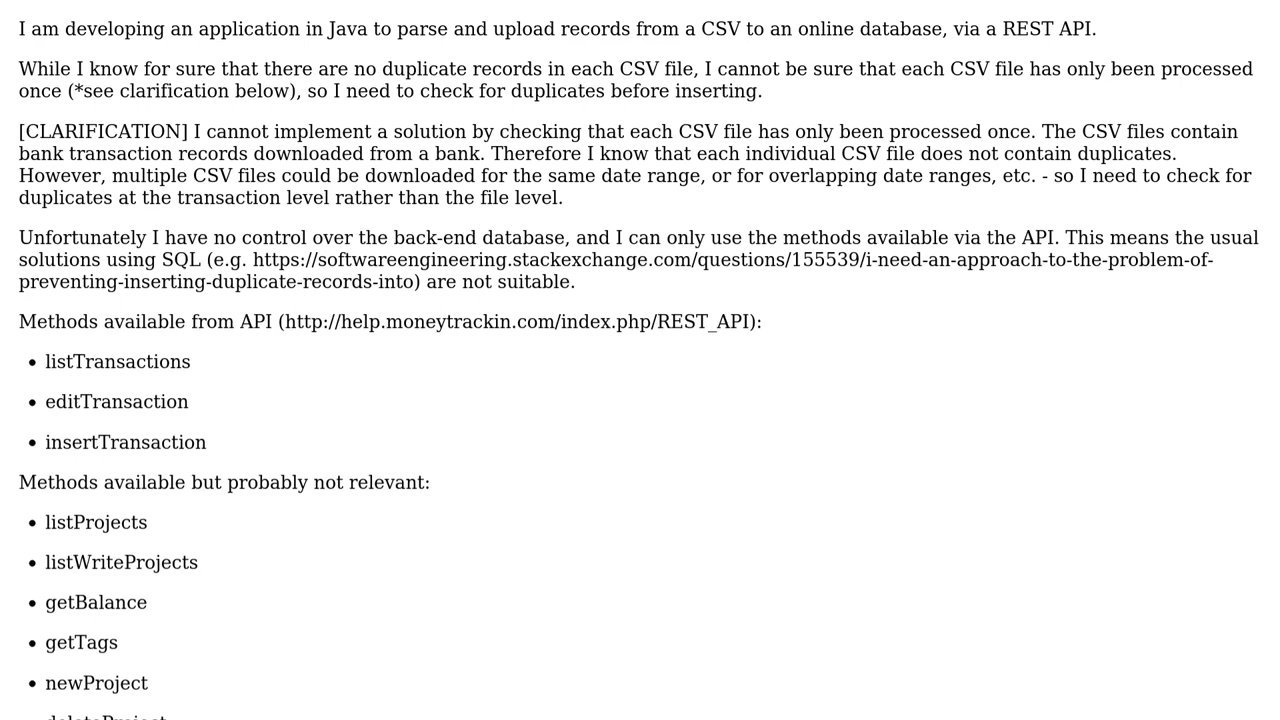 I am developing an application in Java to parse and upload records from a CSV to an online database, via a REST API.
While I know for sure that there are no duplicate records in each CSV file, I cannot be sure that each CSV file has only been processed
once (*see clarification below), so I need to check for duplicates before inserting.
[CLARIFICATION] I cannot implement a solution by checking that each CSV file has only been processed once. The CSV files contain
bank transaction records downloaded from a bank. Therefore I know that each individual CSV file does not contain duplicates.
However, multiple CSV files could be downloaded for the same date range, or for overlapping date ranges, etc. - so I need to check for
duplicates at the transaction level rather than the file level.
Unfortunately I have no control over the back-end database, and I can only use the methods available via the API. This means the usual
solutions using SQL (e.g. https://softwareengineering.stackexchange.com/questions/155539/i-need-an-approach-to-the-problem-of-
preventing-inserting-duplicate-records-into) are not suitable.
Methods available from API (http://help.moneytrackin.com/index.php/REST_API):
• listTransactions
• editTransaction
• insertTransaction
Methods available but probably not relevant:
• listProjects
• listWriteProjects
• getBalance
• getTags
• newProject